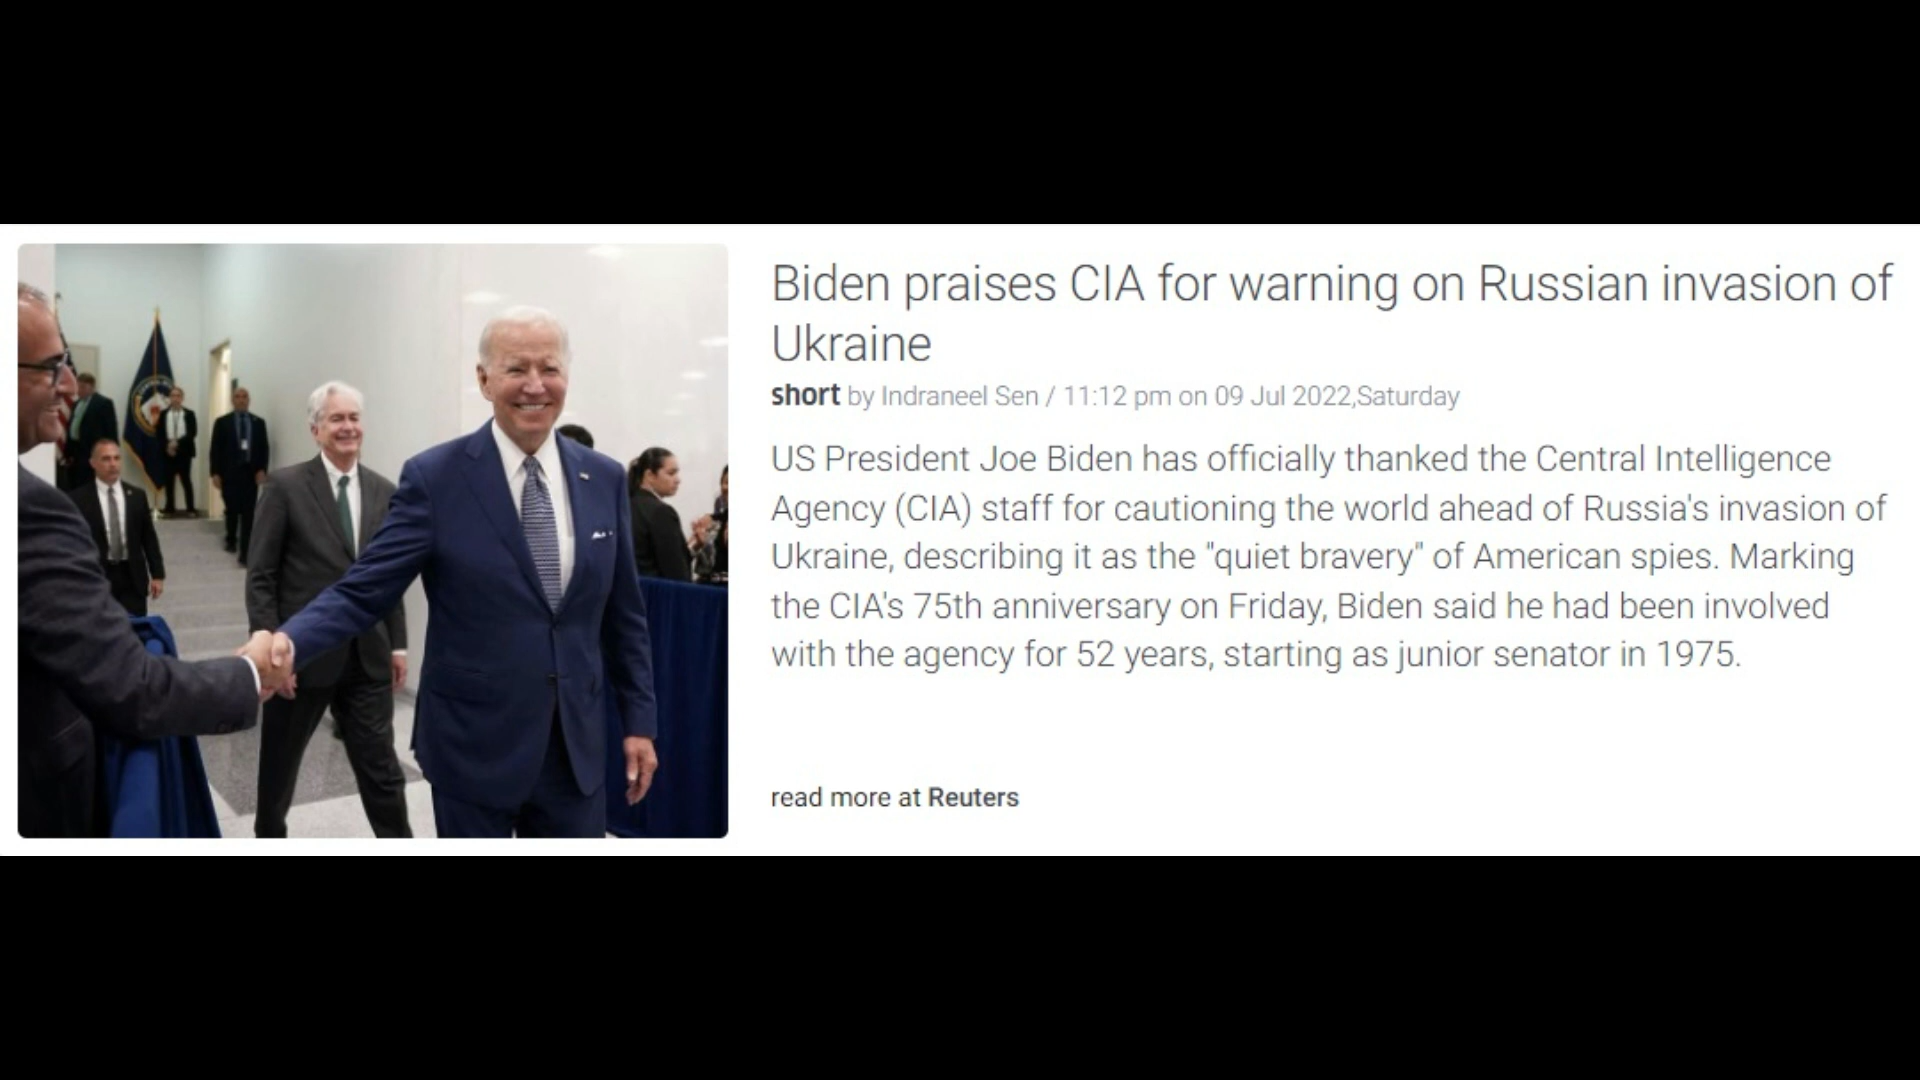 Biden praises CIA for warning on Russian invasion of
Ukraine
short by Indraneel Sen / 11:12 pm on 09 Jul 2022,Saturday
US President Joe Biden has officially thanked the Central Intelligence
Agency (CIA) staff for cautioning the world ahead of Russia's invasion of
Ukraine, describing it as the "quiet bravery" of American spies. Marking
the CIA's 75th anniversary on Friday, Biden said he had been involved
with the agency for 52 years, starting as junior senator in 1975.
read more at Reuters